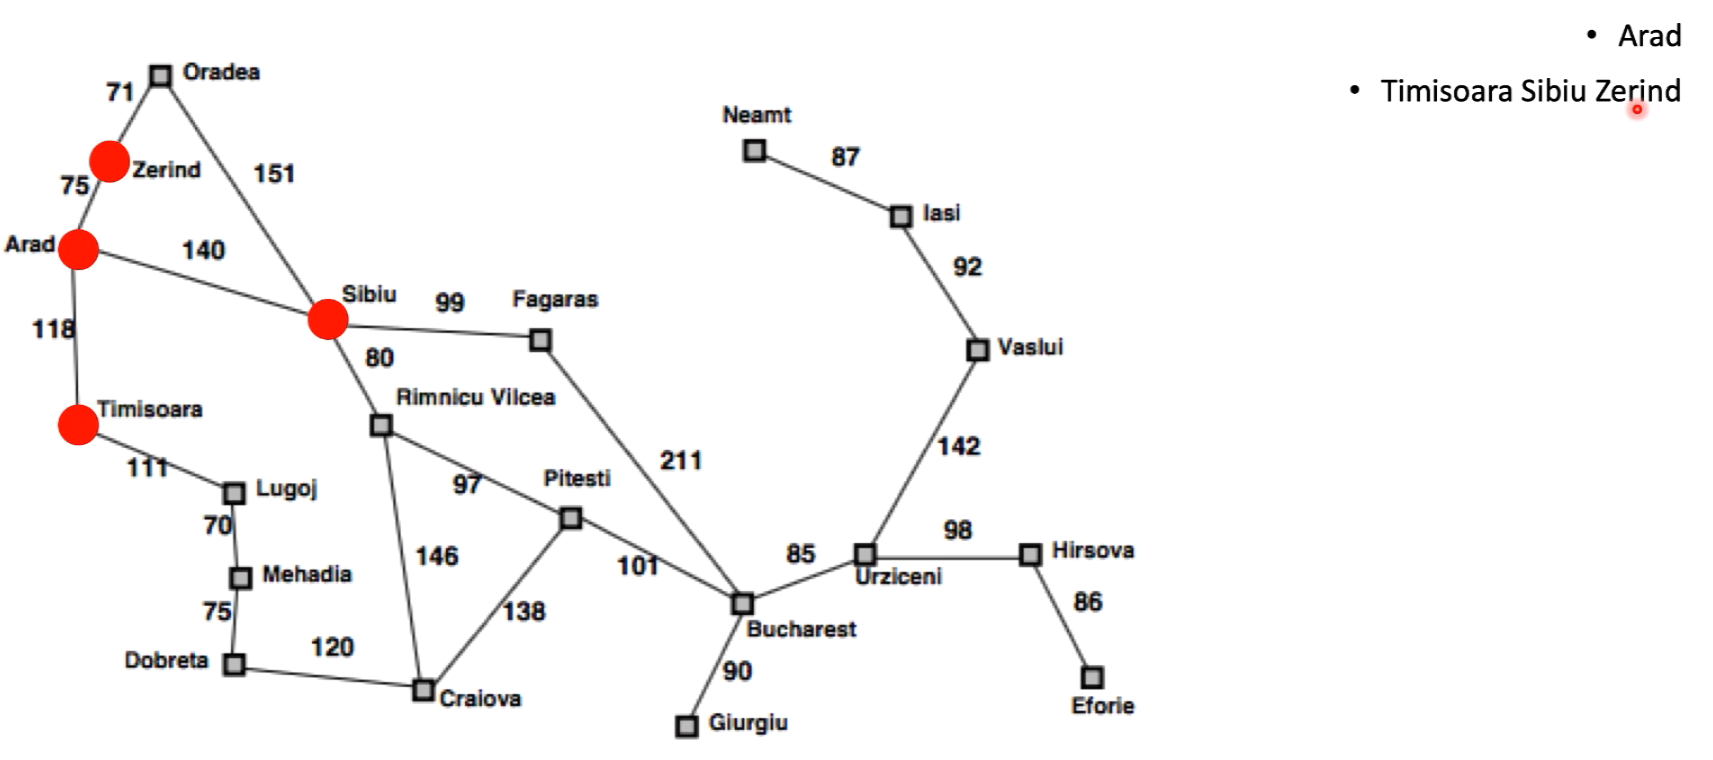 • Arad
• Timisoara Sibiu Zerind
Oradea
71
Neamt
87
Zerind
151
75
Iasi
Arad
140
92
Sibiu
99
Fagaras
118
80
Vaslui
Rimnicu Vilcea
Timisoara
142
111
211
97
Pitesti
Lugoj
70
98
146
101
85
Hirsova
Mehadia
Urziceni
75
138
86
Bucharest
120
Dobreta
90
Craiova
Eforie
Giurgiu